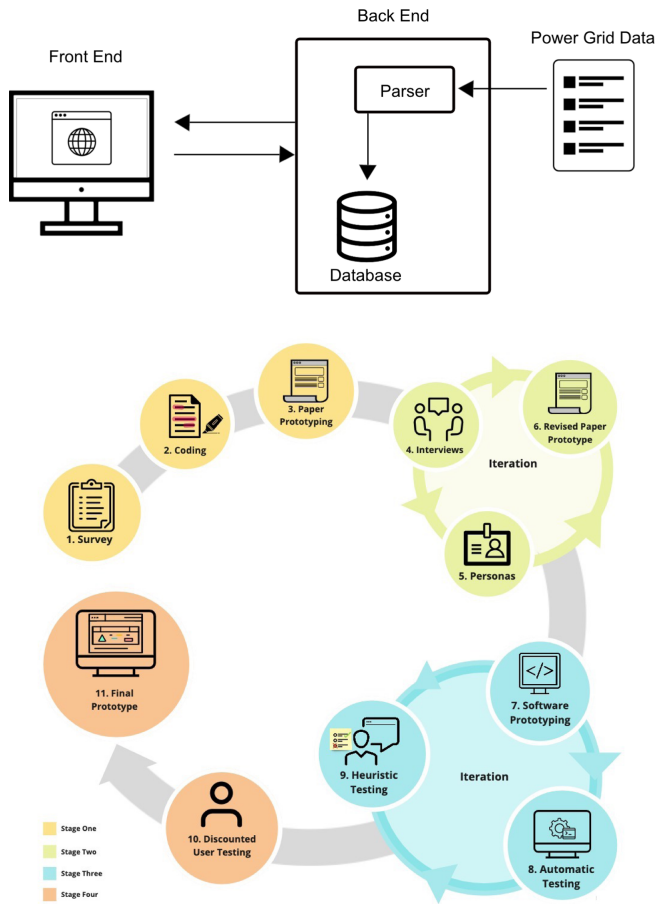 Back End
Power Grid Data
Front End
Parser
Database
3. Paper
Prototyping
6. Revised Paper
Prototype
2. Coding
4. Interviews
Iteration
1. Survey
5. Personas
</>
7. Software
Prototyping
11. Final
Prototype
9. Heuristic
Testing
Iteration
10. Discounted
User Testing
8. Automatic
Testing
Stage One
Stage Two
Stage Three
Stage Four